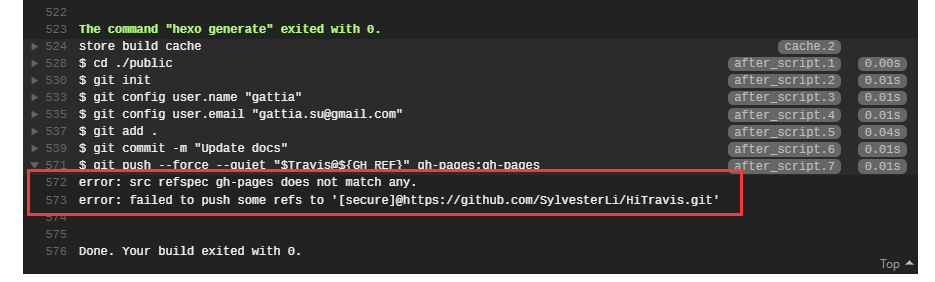 522
523 The command "hexo generate" exited with 0.
524 store build cache cache.2
528 $ cd ./public after_script.1 0.00s
530 $ git init after_script.2 0.01s
533 $ git config user.name "gattia" after_script.3 0.01s
535 $ git config user.email "gattia.su@gmail.com" after_script.4 0.01s
537 $ git add . after_script.5 0.04s
539 $ git commit -m "Update docs" after_script.6 0.01s
571 $ git push --force --quiet "$Travis@${GH_REF}" gh-pages:gh-pages after_script.7 0.01s
572 error: src refspec gh-pages does not match any.
573 error: failed to push some refs to '[secure]@https://github.com/SylvesterLi/HiTravis.git'
574
575
576 Done. Your build exited with 0.
Top